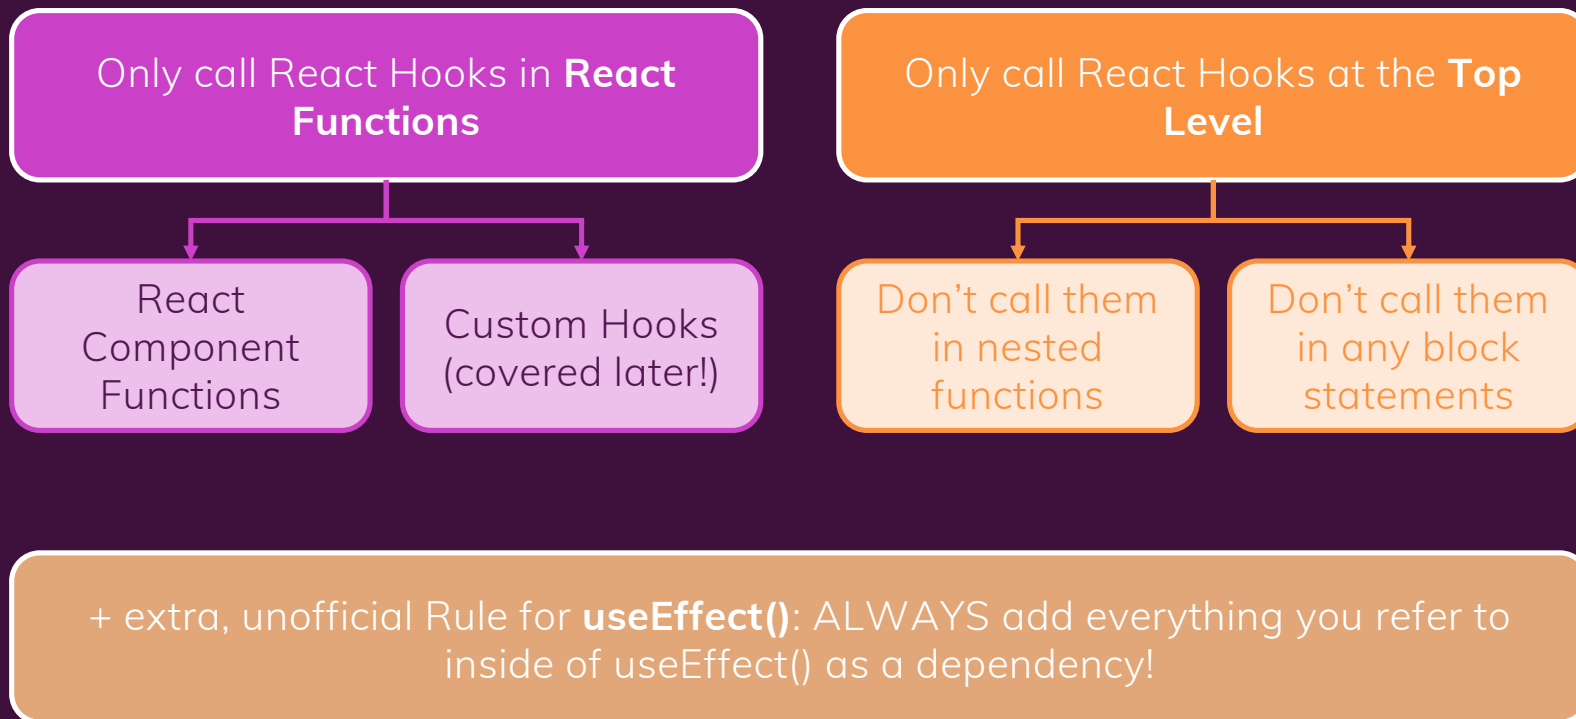 Only call React Hooks in React
Functions
Only call React Hooks at the Top
Level
React
Component
Functions
Custom Hooks
(covered later!)
Don’t call them
in nested
functions
Don’t call them
in any block
statements
+ extra, unofficial Rule for useEffect(): ALWAYS add everything you refer to
inside of useEffect() as a dependency!